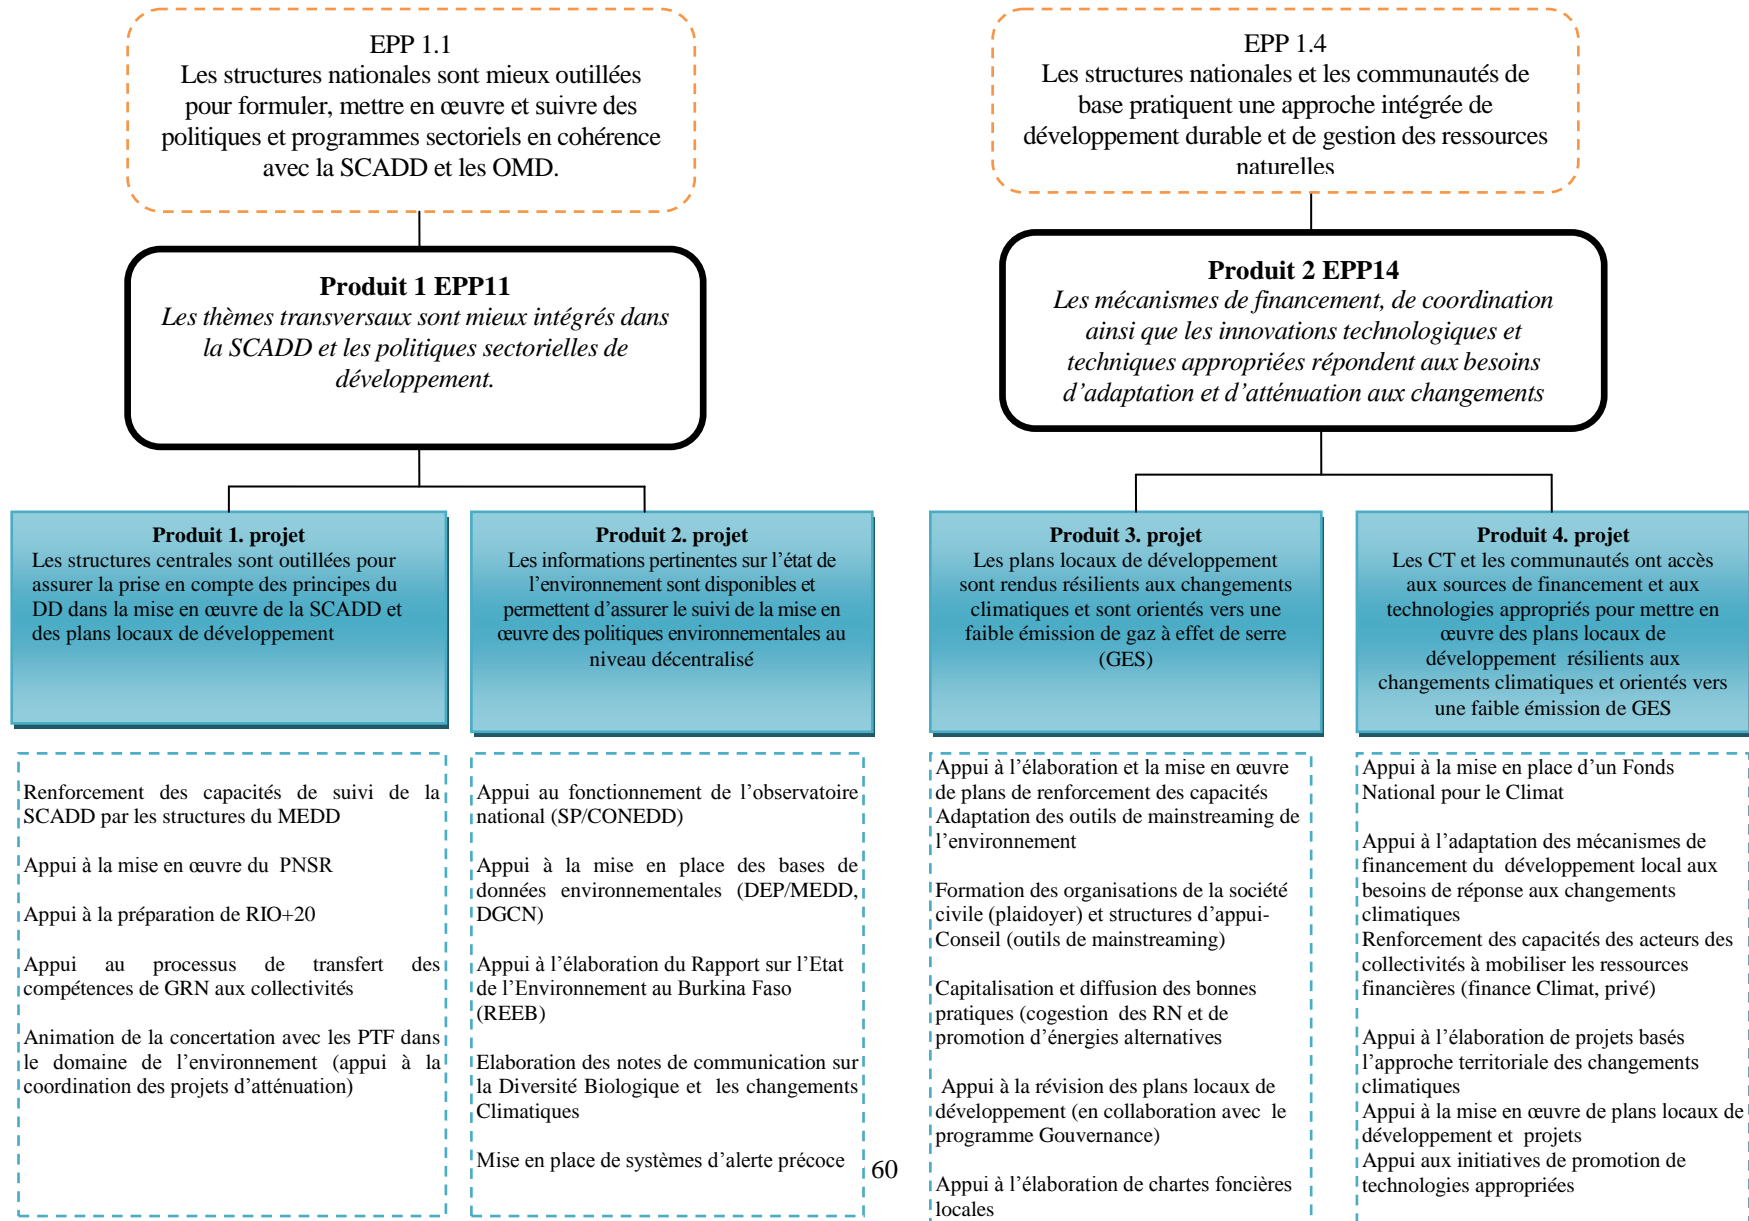 EPP 1.1
Les structures nationales sont mieux outillées
pour formuler, mettre en œuvre et suivre des
politiques et programmes sectoriels en cohérence
avec la SCADD et les OMD.
Produit 1 EPP11
Les thèmes transversaux sont mieux intégrés dans
la SCADD et les politiques sectorielles de
développement.
Produit 1. projet
Les structures centrales sont outillées pour
assurer la prise en compte des principes du
DD dans la mise en œuvre de la SCADD et
des plans locaux de développement
Renforcement des capacités de suivi de la
SCADD par les structures du MEDD
Appui à la mise en œuvre du PNSR
Appui à la préparation de RIO+20
Appui au processus de transfert des
compétences de GRN aux collectivités
Animation de la concertation avec les PTF dans
le domaine de l'environnement (appui à la
coordination des projets d'atténuation)
Produit 2. projet
Les informations pertinentes sur l'état de
l'environnement sont disponibles et
permettent d'assurer le suivi de la mise en
œuvre des politiques environnementales au
niveau décentralisé
Appui au fonctionnement de l'observatoire
national (SP/CONEDD)
Appui à la mise en place des bases de
données environnementales (DEP/MEDD,
DGCN)
Appui à l'élaboration du Rapport sur l'Etat
de l'Environnement au Burkina Faso
(REEB)
Elaboration des notes de communication sur
la Diversité Biologique et les changements
Climatiques
Mise en place de systèmes d'alerte précoce
EPP 1.4
Les structures nationales et les communautés de
base pratiquent une approche intégrée de
développement durable et de gestion des ressources
naturelles
Produit 2 EPP14
Les mécanismes de financement, de coordination
ainsi que les innovations technologiques et
techniques appropriées répondent aux besoins
d'adaptation et d'atténuation aux changements
Produit 3. projet
Les plans locaux de développement
sont rendus résilients aux changements
climatiques et sont orientés vers une
faible émission de gaz à effet de serre
(GES)
Appui à l'élaboration et la mise en œuvre
de plans de renforcement des capacités
Adaptation des outils de mainstreaming de
l'environnement
Formation des organisations de la société
civile (plaidoyer) et structures d'appui-
Conseil (outils de mainstreaming)
Capitalisation et diffusion des bonnes
pratiques (cogestion des RN et de
promotion d'énergies alternatives
Appui à la révision des plans locaux de
développement (en collaboration avec le
programme Gouvernance)
Appui à l'élaboration de chartes foncières
locales
Produit 4. projet
Les CT et les communautés ont accès
aux sources de financement et aux
technologies appropriés pour mettre en
œuvre des plans locaux de
développement résilients aux
changements climatiques et orientés vers
une faible émission de GES
Appui à la mise en place d'un Fonds
National pour le Climat
Appui à l'adaptation des mécanismes de
financement du développement local aux
besoins de réponse aux changements
climatiques
Renforcement des capacités des acteurs des
collectivités à mobiliser les ressources
financières (finance Climat, privé)
Appui à l'élaboration de projets basés
l'approche territoriale des changements
climatiques
Appui à la mise en œuvre de plans locaux de
développement et projets
Appui aux initiatives de promotion de
technologies appropriées
60